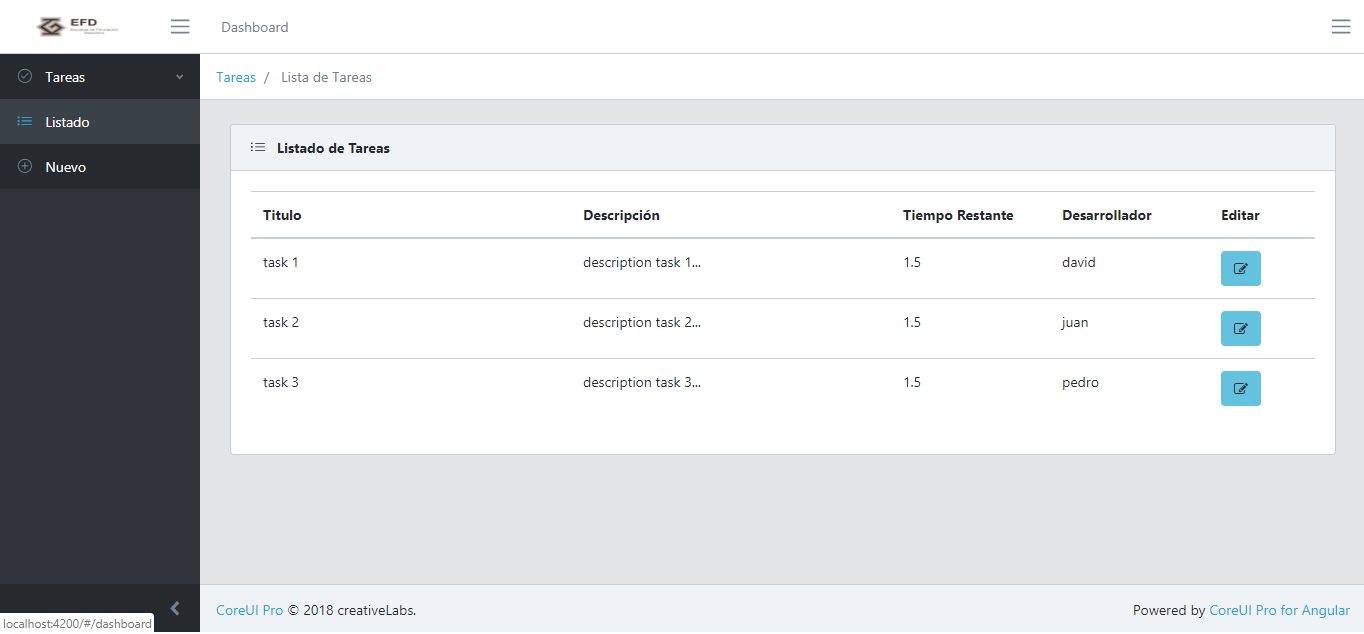 EFD
Dashboard
Tareas
Listado
Nuevo
Tareas / Lista de Tareas
Listado de Tareas
Titulo Descripción Tiempo Restante Desarrollador Editar
task 1 description task 1... 1.5 david
task 2 description task 2... 1.5 juan
task 3 description task 3... 1.5 pedro
CoreUI Pro © 2018 creativeLabs.
Powered by CoreUI Pro for Angular
localhost:4200/#/dashboard